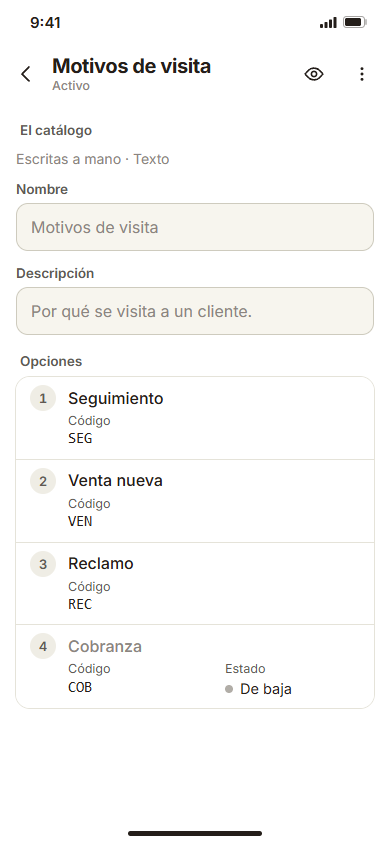 9:41
Motivos de visita
Activo
El catálogo
Escritas a mano · Texto
Nombre
Motivos de visita
Descripción
Por qué se visita a un cliente.
Opciones
1 Seguimiento
Código
SEG
2 Venta nueva
Código
VEN
3 Reclamo
Código
REC
4 Cobranza
Código Estado
COB De baja